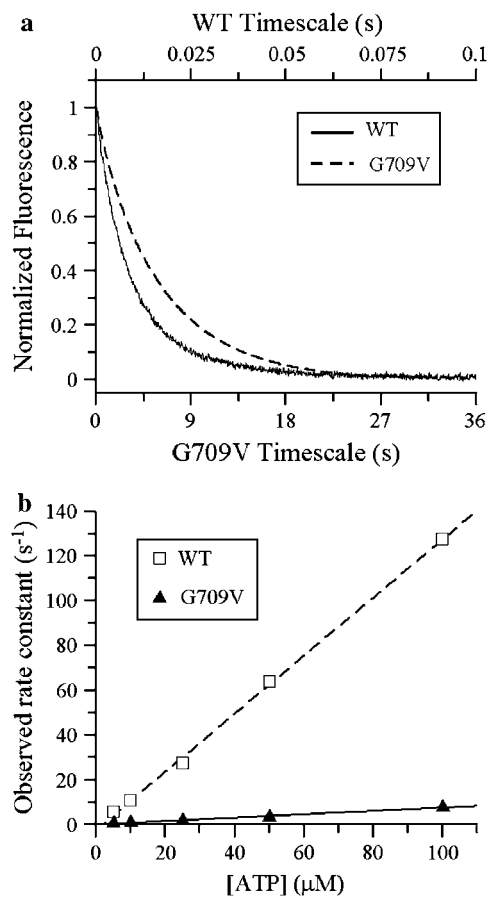 a
WT Timescale (s)
0 0.025 0.05 0.075 0.1
Normalized Fluorescence
1
0.8
0.6
0.4
0.2
0
WT
G709V
0 9 18 27 36
G709V Timescale (s)
b
Observed rate constant (s⁻¹)
140
120
100
80
60
40
20
0
WT
G709V
0 20 40 60 80 100
[ATP] (μM)